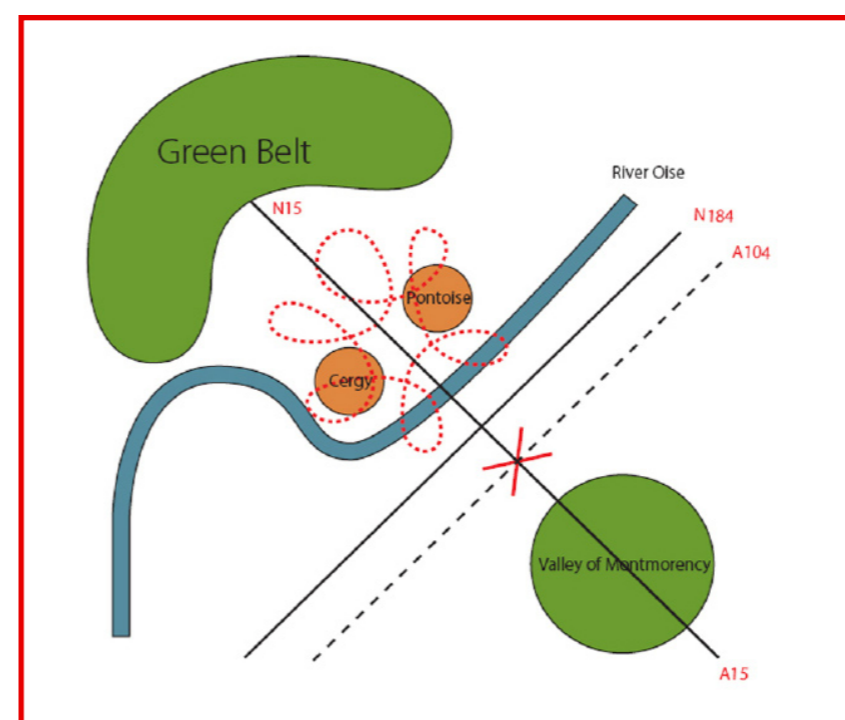 Green Belt
River Oise
N15
N184
A104
Pontoise
Cergy
Valley of Montmorency
A15